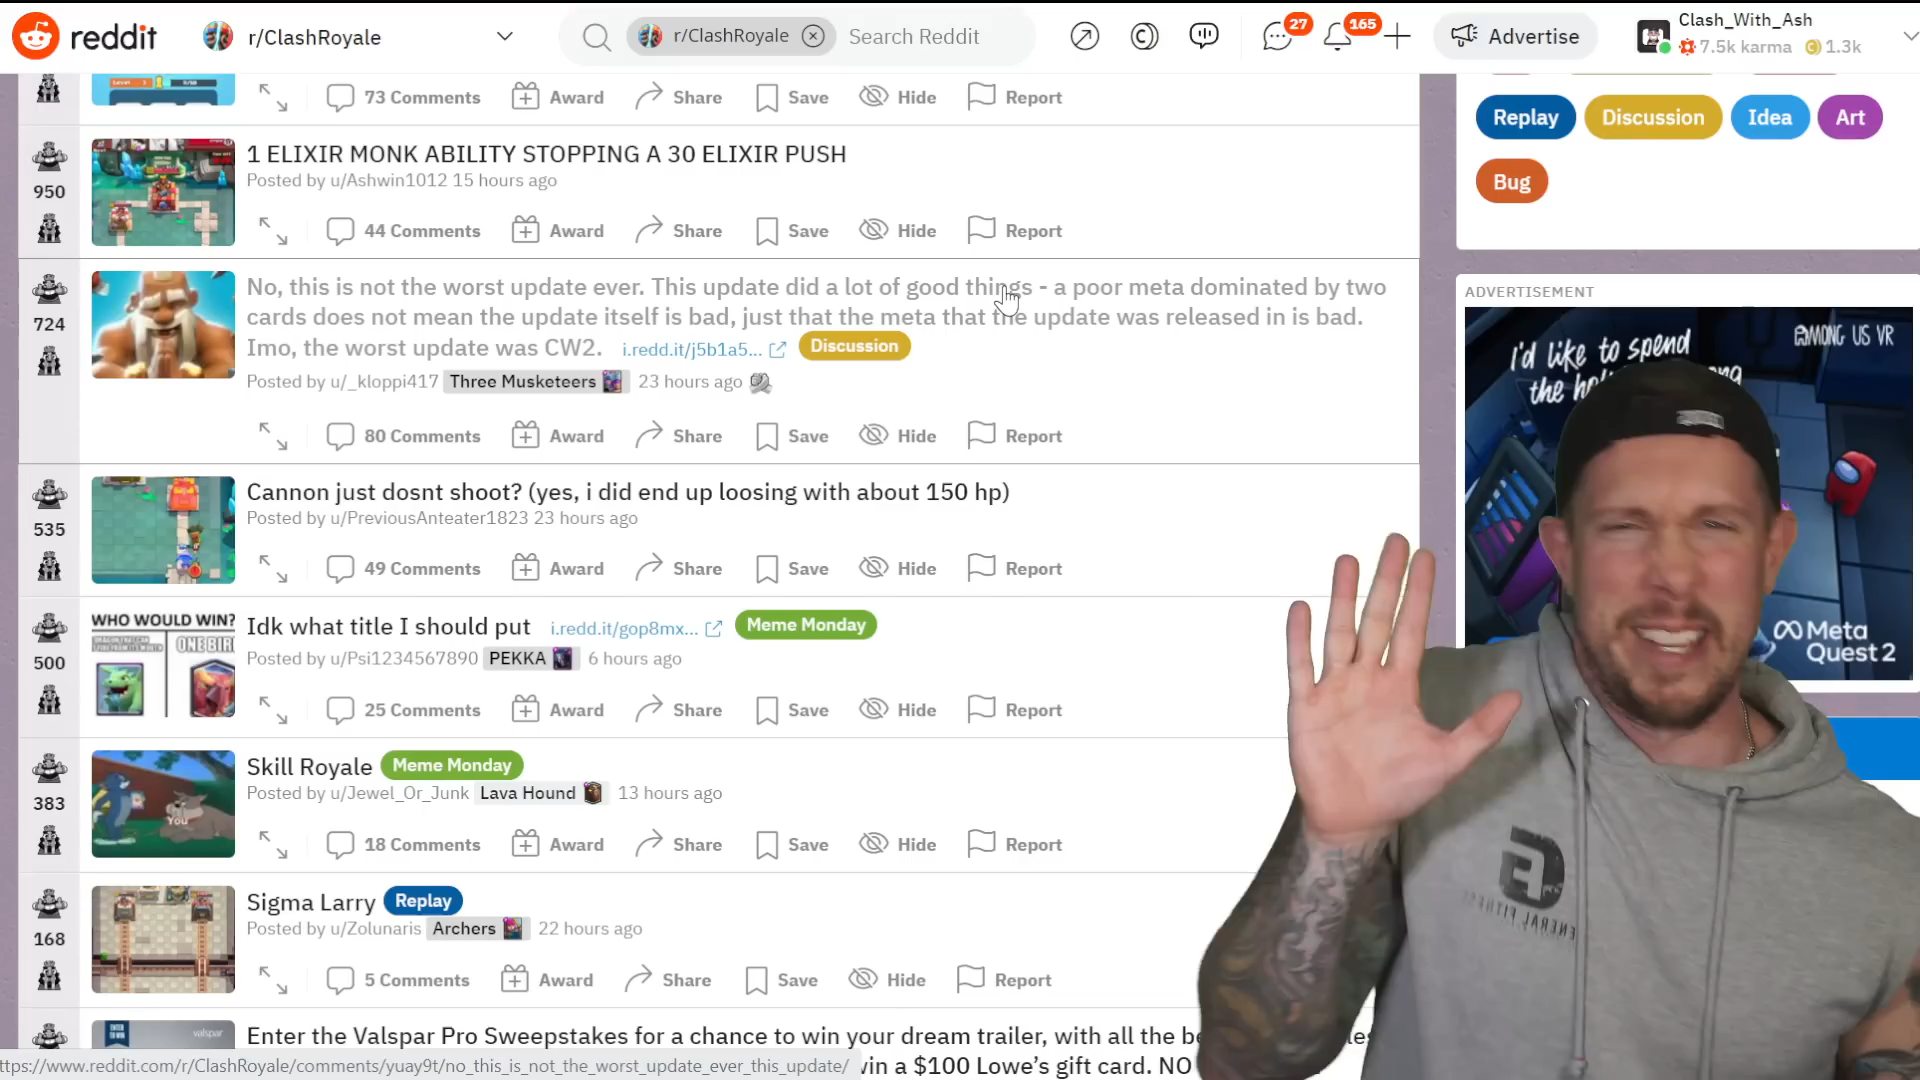 reddit
r/ClashRoyale
r/ClashRoyale
Search Reddit
27
165
Advertise
Clash_With_Ash
7.5k karma
1.3k
73 Comments
Award
Share
Save
Hide
Report
1 ELIXIR MONK ABILITY STOPPING A 30 ELIXIR PUSH
Posted by u/Ashwin1012 15 hours ago
950
44 Comments
Award
Share
Save
Hide
Report
No, this is not the worst update ever. This update did a lot of good things - a poor meta dominated by two
cards does not mean the update itself is bad, just that the meta that the update was released in is bad.
Imo, the worst update was CW2.
i.redd.it/j5b1a5...
Discussion
724
Posted by u/_kloppi417
Three Musketeers
23 hours ago
80 Comments
Award
Share
Save
Hide
Report
Cannon just dosnt shoot? (yes, i did end up loosing with about 150 hp)
Posted by u/PreviousAnteater1823 23 hours ago
535
49 Comments
Award
Share
Save
Hide
Report
WHO WOULD WIN?
ONE BIR
Idk what title I should put
i.redd.it/gop8mx...
Meme Monday
Posted by u/Psi1234567890
PEKKA
6 hours ago
500
25 Comments
Award
Share
Save
Hide
Report
Skill Royale
Meme Monday
Posted by u/Jewel_Or_Junk
Lava Hound
13 hours ago
383
You
18 Comments
Award
Share
Save
Hide
Report
Sigma Larry
Replay
Posted by u/Zolunaris
Archers
22 hours ago
168
5 Comments
Award
Share
Save
Hide
Report
valspar
Enter the Valspar Pro Sweepstakes for a chance to win your dream trailer, with all the
win a $100 Lowe's gift card. NO
ttps://www.reddit.com/r/ClashRoyale/comments/yuay9t/no_this_is_not_the_worst_update_ever_this_update/
Replay
Discussion
Idea
Art
Bug
ADVERTISEMENT
AMONG US VR
I'd like to spend
the
Meta
Quest 2
GENERAL FITNESS